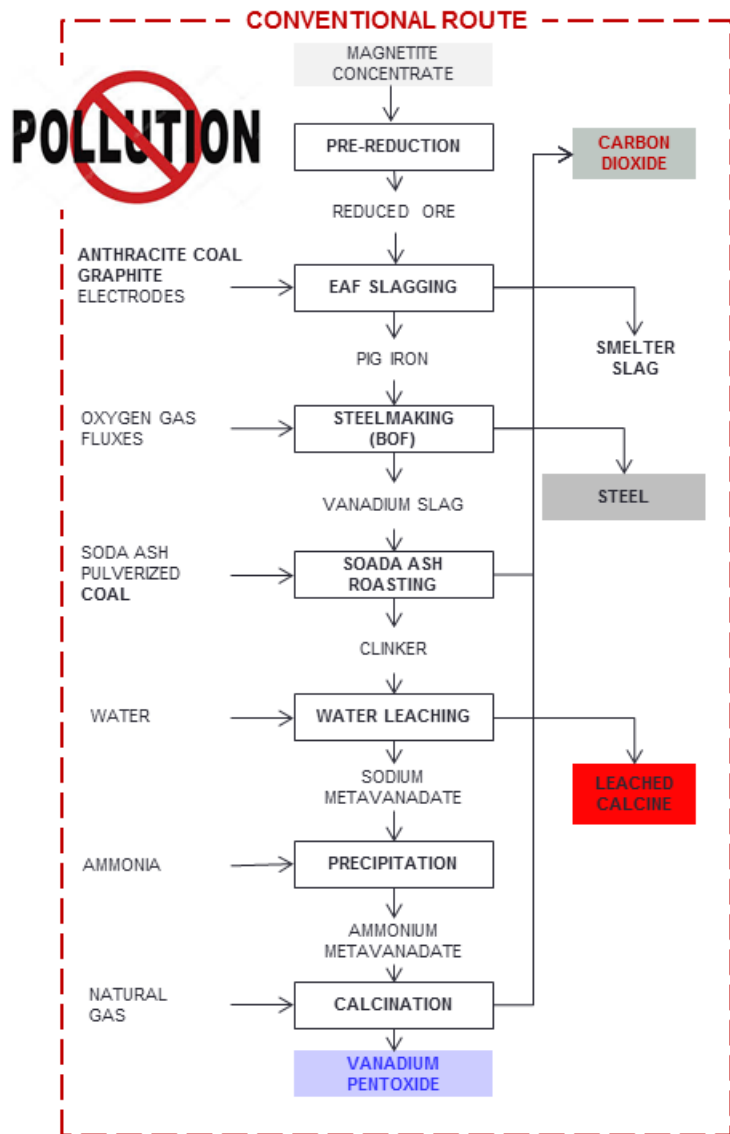 CONVENTIONAL ROUTE
MAGNETITE
CONCENTRATE
POLLUTION
PRE-REDUCTION
CARBON
DIOXIDE
REDUCED ORE
ANTHRACITE COAL
GRAPHITE
ELECTRODES
EAF SLAGGING
SMELTER
SLAG
PIG IRON
OXYGEN GAS
FLUXES
STEELMAKING
(BOF)
STEEL
VANADIUM SLAG
SODA ASH
PULVERIZED
COAL
SOADA ASH
ROASTING
CLINKER
WATER
WATER LEACHING
LEACHED
CALCINE
SODIUM
METAVANADATE
AMMONIA
PRECIPITATION
AMMONIUM
METAVANADATE
NATURAL
GAS
CALCINATION
VANADIUM
PENTOXIDE